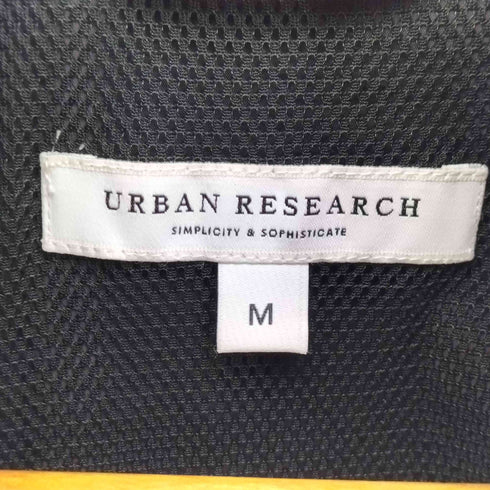 URBAN RESEARCH
SIMPLICITY & SOPHISTICATE
M